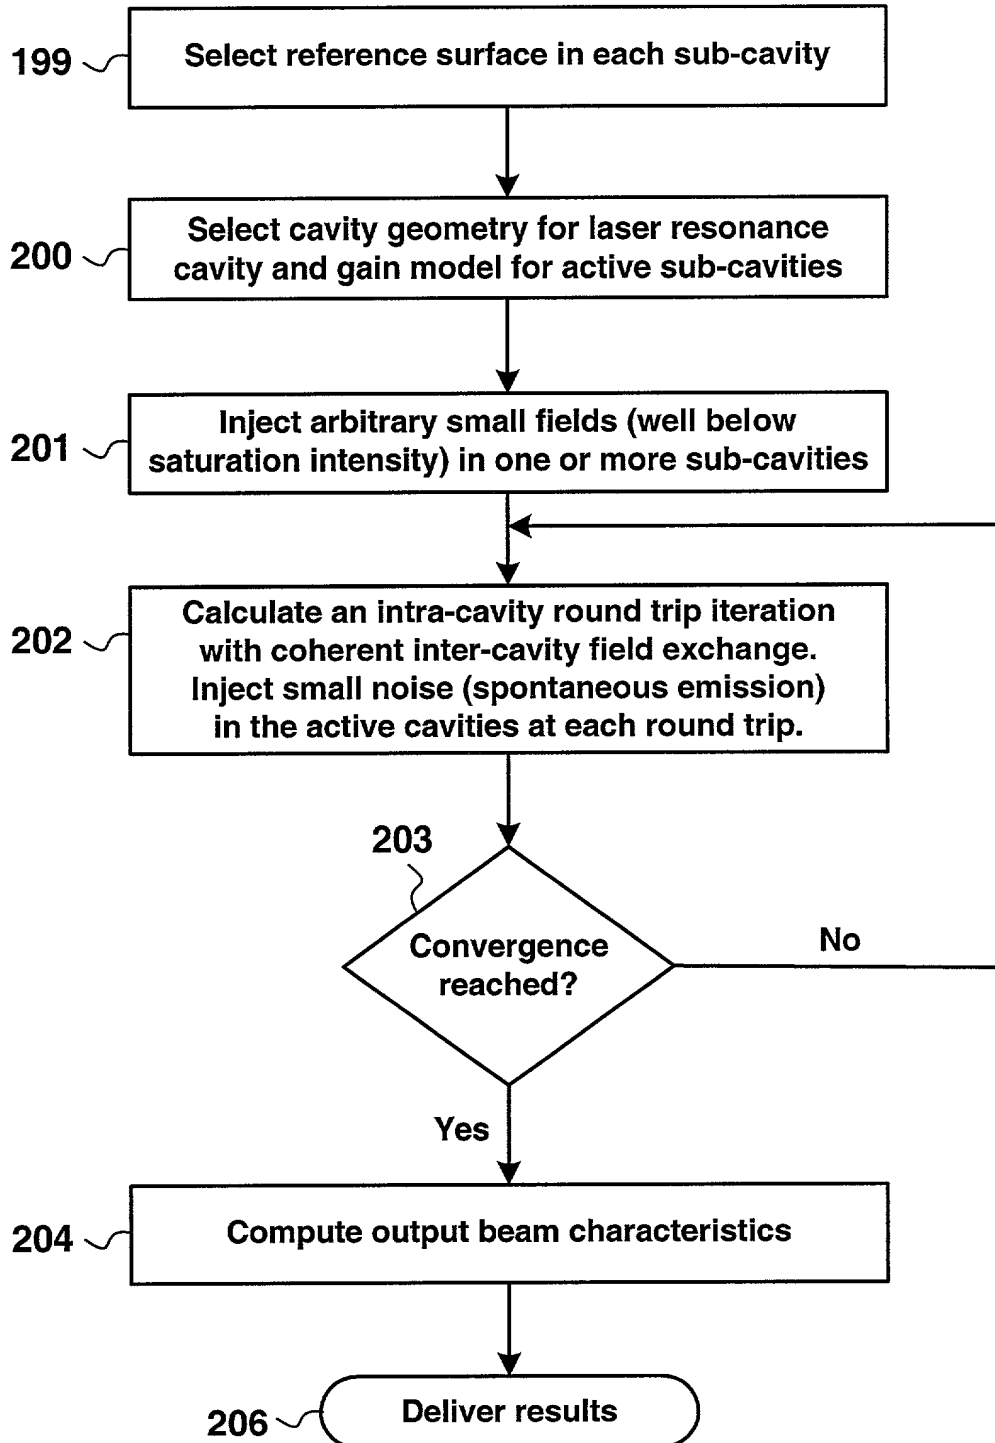 199
Select reference surface in each sub-cavity
200
Select cavity geometry for laser resonance
cavity and gain model for active sub-cavities
201
Inject arbitrary small fields (well below
saturation intensity) in one or more sub-cavities
202
Calculate an intra-cavity round trip iteration
with coherent inter-cavity field exchange.
Inject small noise (spontaneous emission)
in the active cavities at each round trip.
203
Convergence
reached?
No
Yes
204
Compute output beam characteristics
206
Deliver results